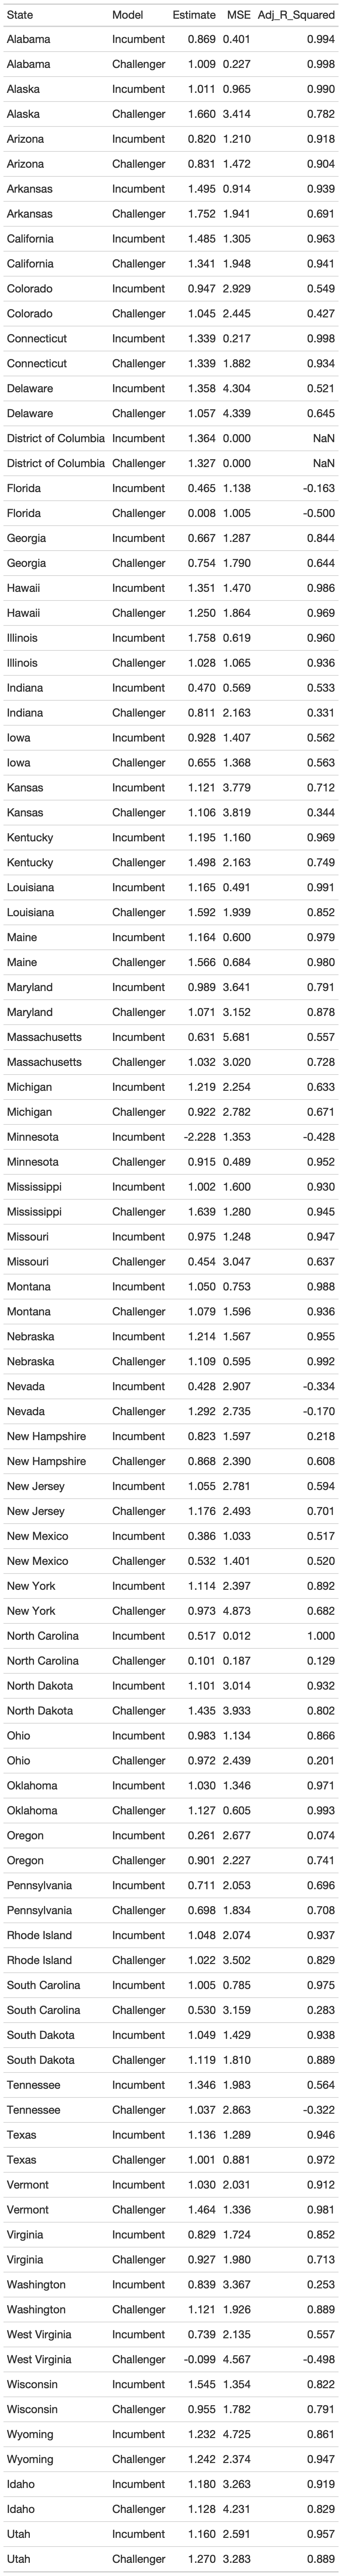 State Model Estimate MSE Adj_R_Squared
Alabama Incumbent 0.869 0.401 0.994
Alabama Challenger 1.009 0.227 0.998
Alaska Incumbent 1.011 0.965 0.990
Alaska Challenger 1.660 3.414 0.782
Arizona Incumbent 0.820 1.210 0.918
Arizona Challenger 0.831 1.472 0.904
Arkansas Incumbent 1.495 0.914 0.939
Arkansas Challenger 1.752 1.941 0.691
California Incumbent 1.485 1.305 0.963
California Challenger 1.341 1.948 0.941
Colorado Incumbent 0.947 2.929 0.549
Colorado Challenger 1.045 2.445 0.427
Connecticut Incumbent 1.339 0.217 0.998
Connecticut Challenger 1.339 1.882 0.934
Delaware Incumbent 1.358 4.304 0.521
Delaware Challenger 1.057 4.339 0.645
District of Columbia Incumbent 1.364 0.000 NaN
District of Columbia Challenger 1.327 0.000 NaN
Florida Incumbent 0.465 1.138 -0.163
Florida Challenger 0.008 1.005 -0.500
Georgia Incumbent 0.667 1.287 0.844
Georgia Challenger 0.754 1.790 0.644
Hawaii Incumbent 1.351 1.470 0.986
Hawaii Challenger 1.250 1.864 0.969
Illinois Incumbent 1.758 0.619 0.960
Illinois Challenger 1.028 1.065 0.936
Indiana Incumbent 0.470 0.569 0.533
Indiana Challenger 0.811 2.163 0.331
Iowa Incumbent 0.928 1.407 0.562
Iowa Challenger 0.655 1.368 0.563
Kansas Incumbent 1.121 3.779 0.712
Kansas Challenger 1.106 3.819 0.344
Kentucky Incumbent 1.195 1.160 0.969
Kentucky Challenger 1.498 2.163 0.749
Louisiana Incumbent 1.165 0.491 0.991
Louisiana Challenger 1.592 1.939 0.852
Maine Incumbent 1.164 0.600 0.979
Maine Challenger 1.566 0.684 0.980
Maryland Incumbent 0.989 3.641 0.791
Maryland Challenger 1.071 3.152 0.878
Massachusetts Incumbent 0.631 5.681 0.557
Massachusetts Challenger 1.032 3.020 0.728
Michigan Incumbent 1.219 2.254 0.633
Michigan Challenger 0.922 2.782 0.671
Minnesota Incumbent -2.228 1.353 -0.428
Minnesota Challenger 0.915 0.489 0.952
Mississippi Incumbent 1.002 1.600 0.930
Mississippi Challenger 1.639 1.280 0.945
Missouri Incumbent 0.975 1.248 0.947
Missouri Challenger 0.454 3.047 0.637
Montana Incumbent 1.050 0.753 0.988
Montana Challenger 1.079 1.596 0.936
Nebraska Incumbent 1.214 1.567 0.955
Nebraska Challenger 1.109 0.595 0.992
Nevada Incumbent 0.428 2.907 -0.334
Nevada Challenger 1.292 2.735 -0.170
New Hampshire Incumbent 0.823 1.597 0.218
New Hampshire Challenger 0.868 2.390 0.608
New Jersey Incumbent 1.055 2.781 0.594
New Jersey Challenger 1.176 2.493 0.701
New Mexico Incumbent 0.386 1.033 0.517
New Mexico Challenger 0.532 1.401 0.520
New York Incumbent 1.114 2.397 0.892
New York Challenger 0.973 4.873 0.682
North Carolina Incumbent 0.517 0.012 1.000
North Carolina Challenger 0.101 0.187 0.129
North Dakota Incumbent 1.101 3.014 0.932
North Dakota Challenger 1.435 3.933 0.802
Ohio Incumbent 0.983 1.134 0.866
Ohio Challenger 0.972 2.439 0.201
Oklahoma Incumbent 1.030 1.346 0.971
Oklahoma Challenger 1.127 0.605 0.993
Oregon Incumbent 0.261 2.677 0.074
Oregon Challenger 0.901 2.227 0.741
Pennsylvania Incumbent 0.711 2.053 0.696
Pennsylvania Challenger 0.698 1.834 0.708
Rhode Island Incumbent 1.048 2.074 0.937
Rhode Island Challenger 1.022 3.502 0.829
South Carolina Incumbent 1.005 0.785 0.975
South Carolina Challenger 0.530 3.159 0.283
South Dakota Incumbent 1.049 1.429 0.938
South Dakota Challenger 1.119 1.810 0.889
Tennessee Incumbent 1.346 1.983 0.564
Tennessee Challenger 1.037 2.863 -0.322
Texas Incumbent 1.136 1.289 0.946
Texas Challenger 1.001 0.881 0.972
Vermont Incumbent 1.030 2.031 0.912
Vermont Challenger 1.464 1.336 0.981
Virginia Incumbent 0.829 1.724 0.852
Virginia Challenger 0.927 1.980 0.713
Washington Incumbent 0.839 3.367 0.253
Washington Challenger 1.121 1.926 0.889
West Virginia Incumbent 0.739 2.135 0.557
West Virginia Challenger -0.099 4.567 -0.498
Wisconsin Incumbent 1.545 1.354 0.822
Wisconsin Challenger 0.955 1.782 0.791
Wyoming Incumbent 1.232 4.725 0.861
Wyoming Challenger 1.242 2.374 0.947
Idaho Incumbent 1.180 3.263 0.919
Idaho Challenger 1.128 4.231 0.829
Utah Incumbent 1.160 2.591 0.957
Utah Challenger 1.270 3.283 0.889